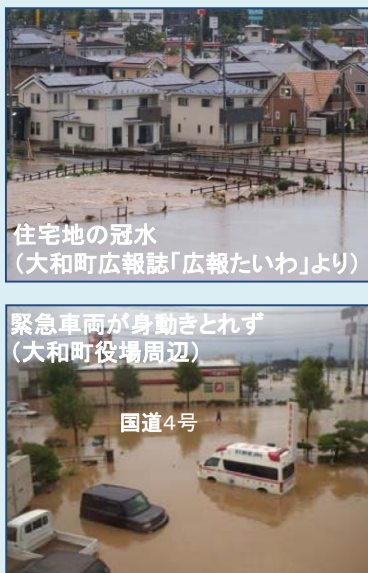 住宅地の冠水
（大和町広報誌「広報たいわ」より）
緊急車両が身動きとれず
（大和町役場周辺）
国道4号